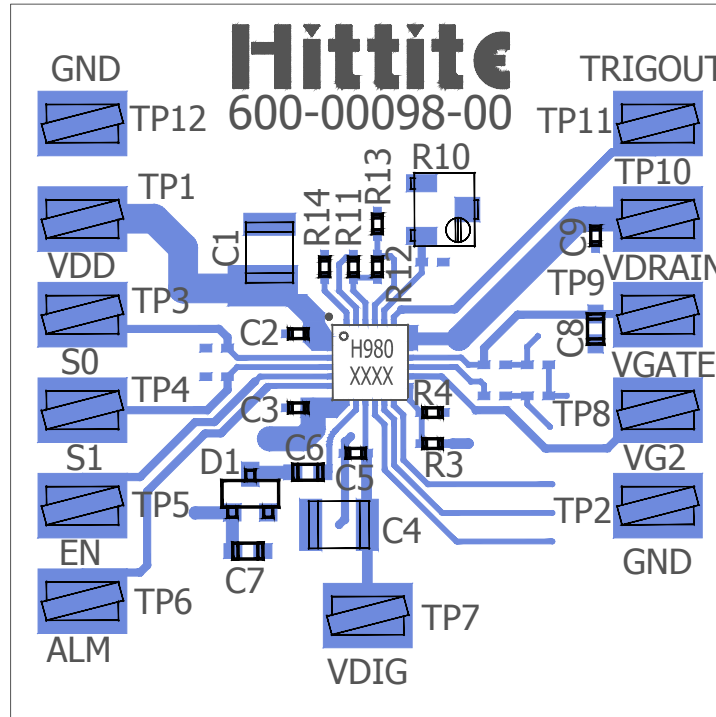 Hittite
600-00098-00
GND
TP12
TRIGOUT
TP11
R10
R13
R14
R11
R12
TP1
VDD
C1
TP10
C9
VDRAIN
TP3
S0
C2
H980
XXXX
TP9
C8
VGATE
TP4
S1
C3
R4
R3
TP8
VG2
D1
C6
C5
C4
C7
TP5
EN
TP2
GND
TP6
ALM
TP7
VDIG